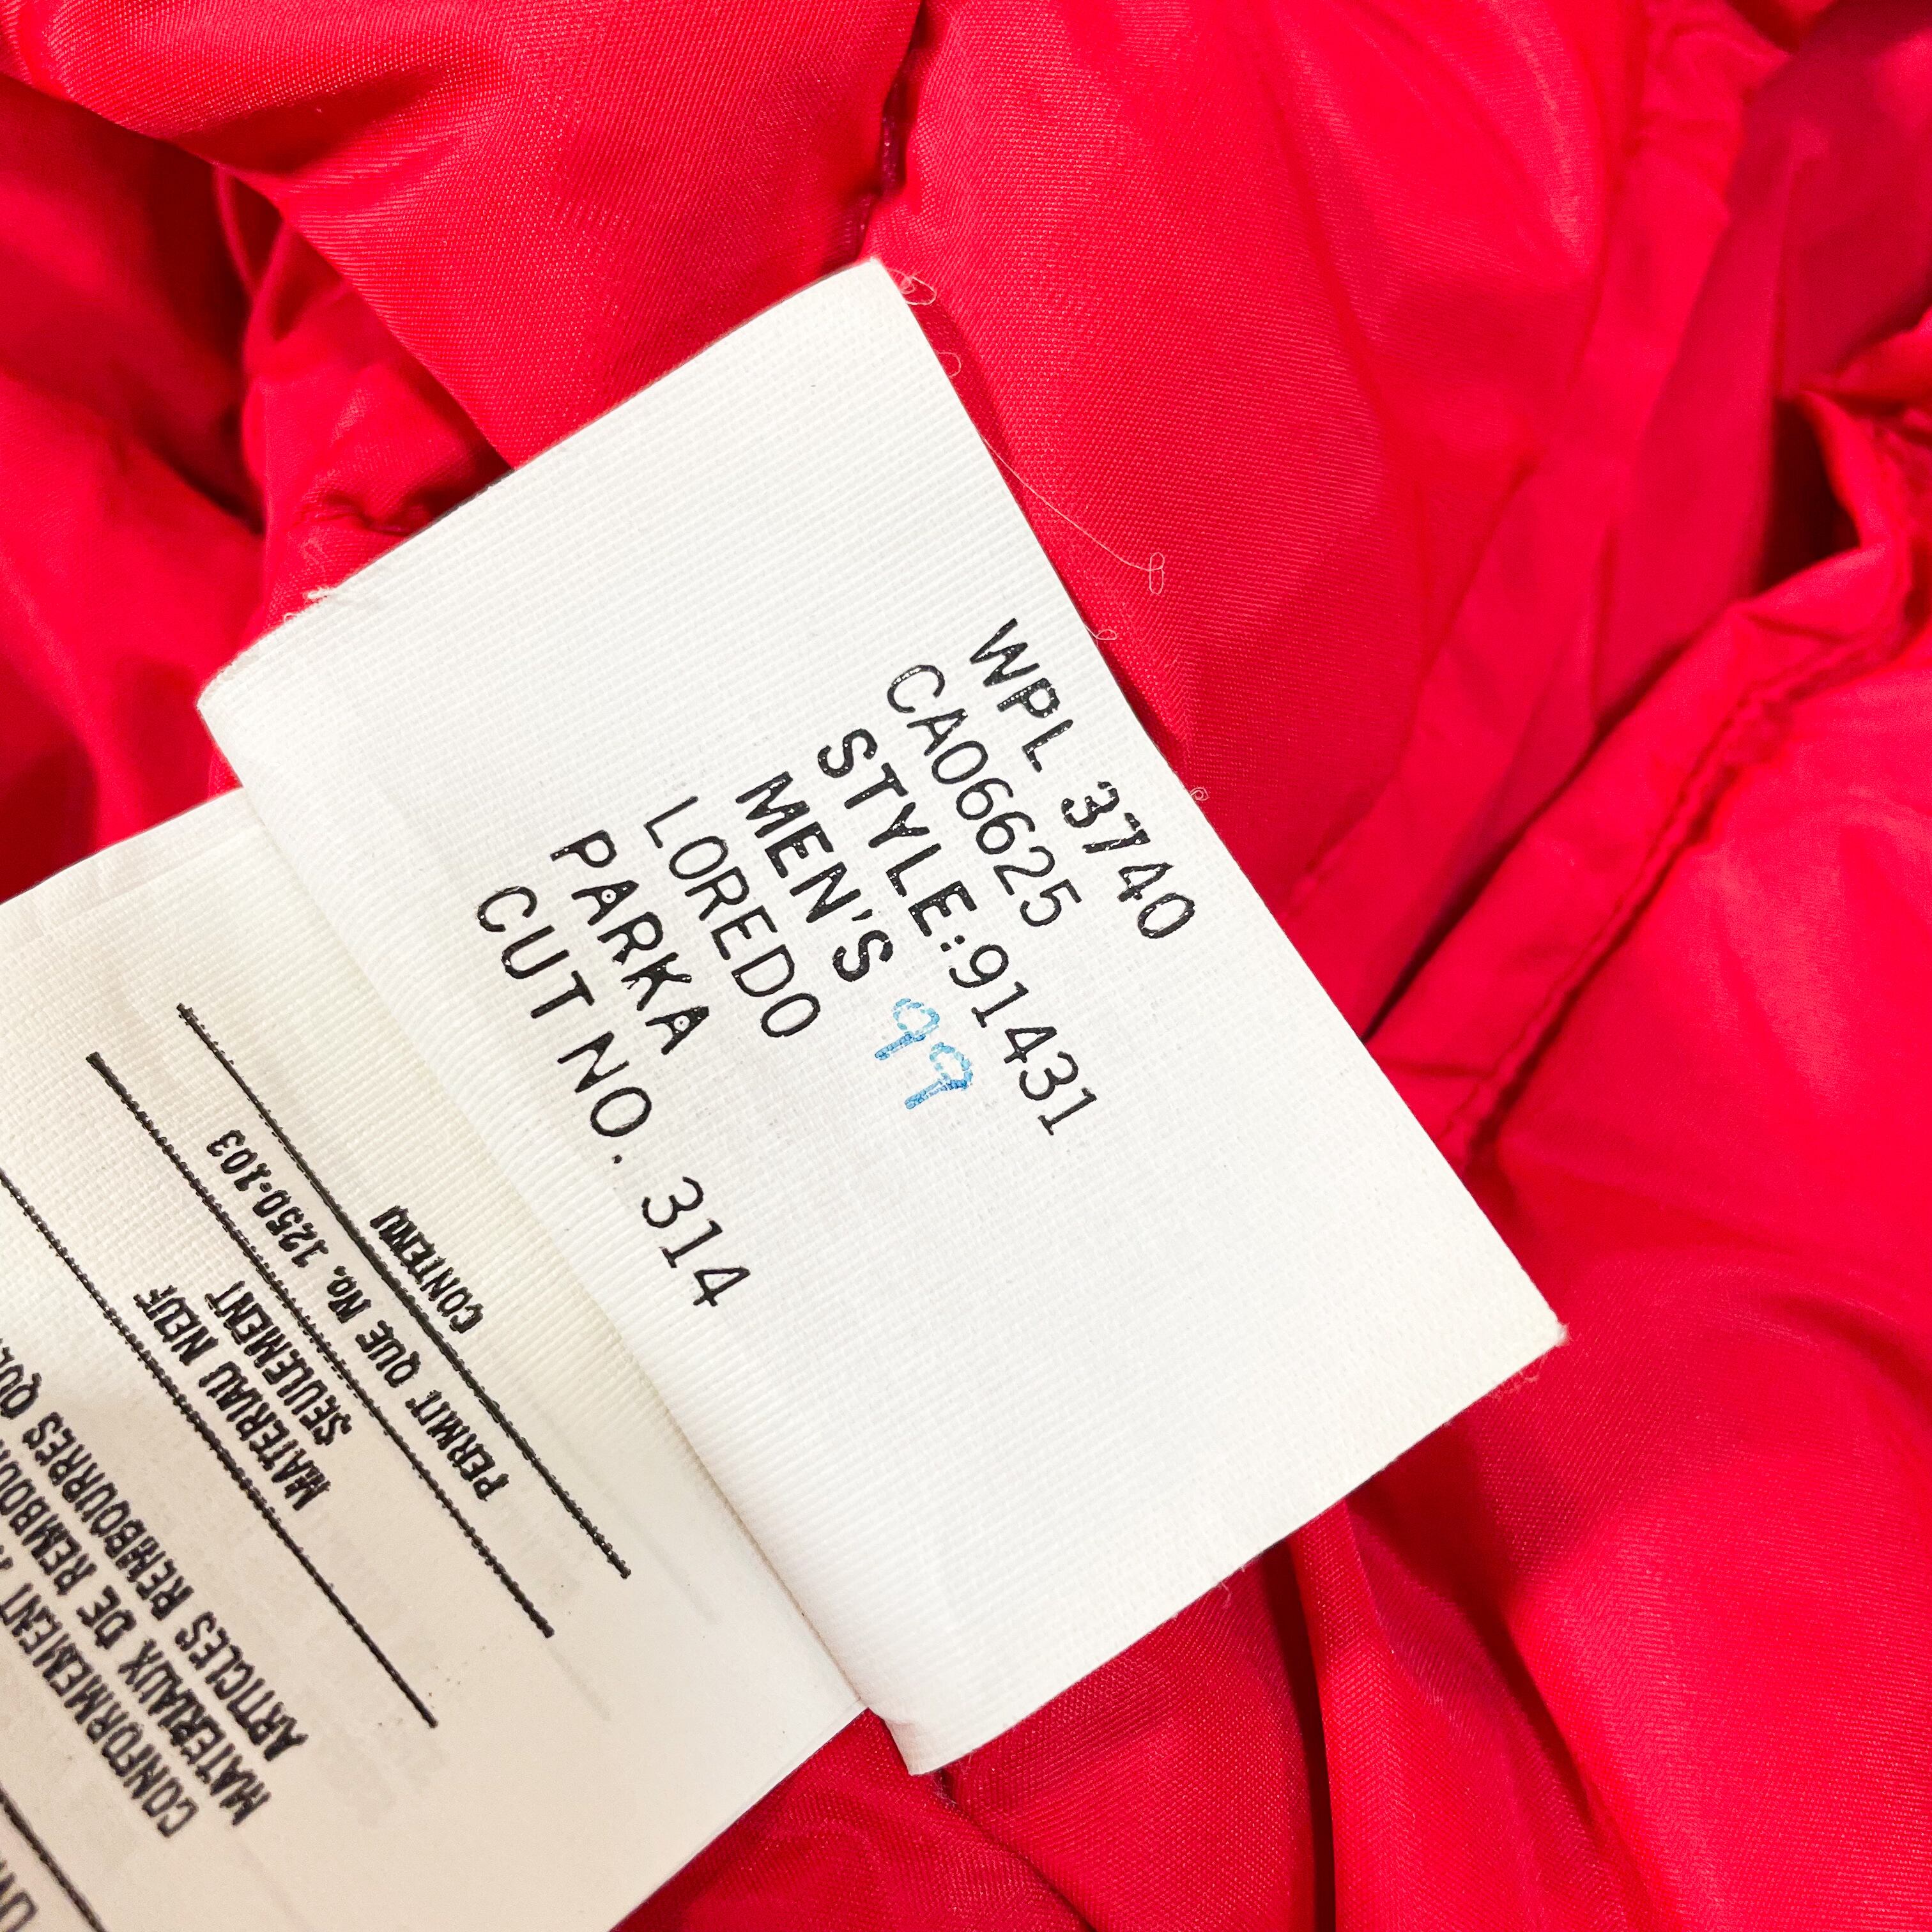 WPL 3740
CA06625
STYLE:91431
MEN'S 99
LOREDO
PARKA
CUT NO. 314
ARTICLES REMBOURRES
MATERIAUX DE
CONFORMEMENT
MATERIAU NEUF
SEULEMENT
PERMIT QUE No. 1250-103
CONTENU